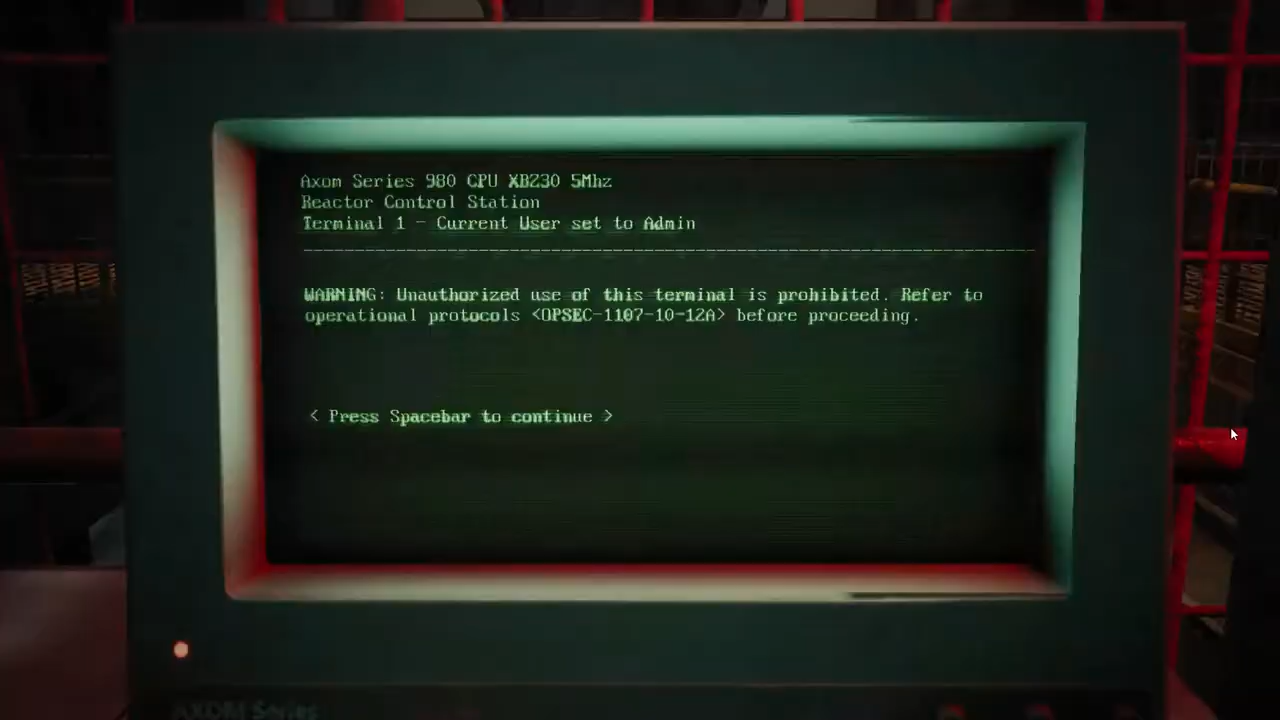 Axom Series 980 CPU XB230 5Mhz
Reactor Control Station
Terminal 1 - Current User set to Admin
WARNING: Unauthorized use of this terminal is prohibited. Refer to
operational protocols <OPSEC-1107-10-12A> before proceeding.
< Press Spacebar to continue >
AXOM Series